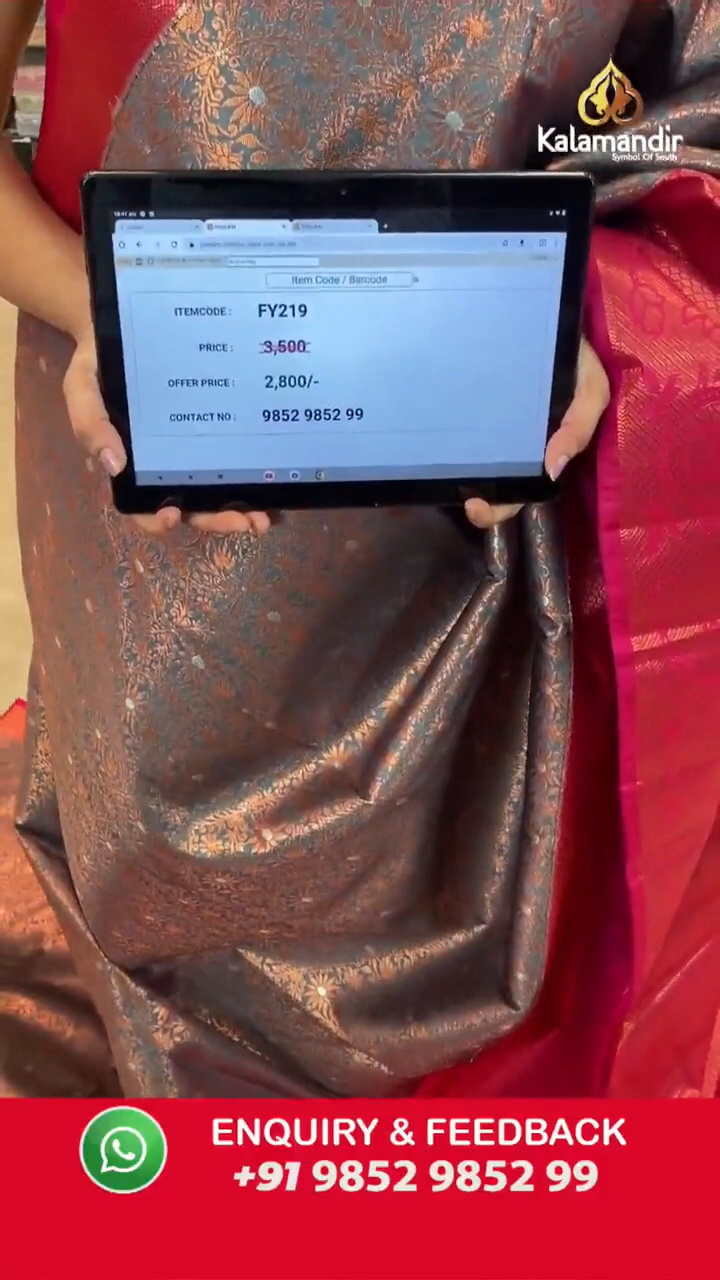 Kalamandir
Symbol Of South
Item Code / Barcode
ITEMCODE : FY219
PRICE : 3,500
OFFER PRICE : 2,800/-
CONTACT NO : 9852 9852 99
ENQUIRY & FEEDBACK
+91 9852 9852 99